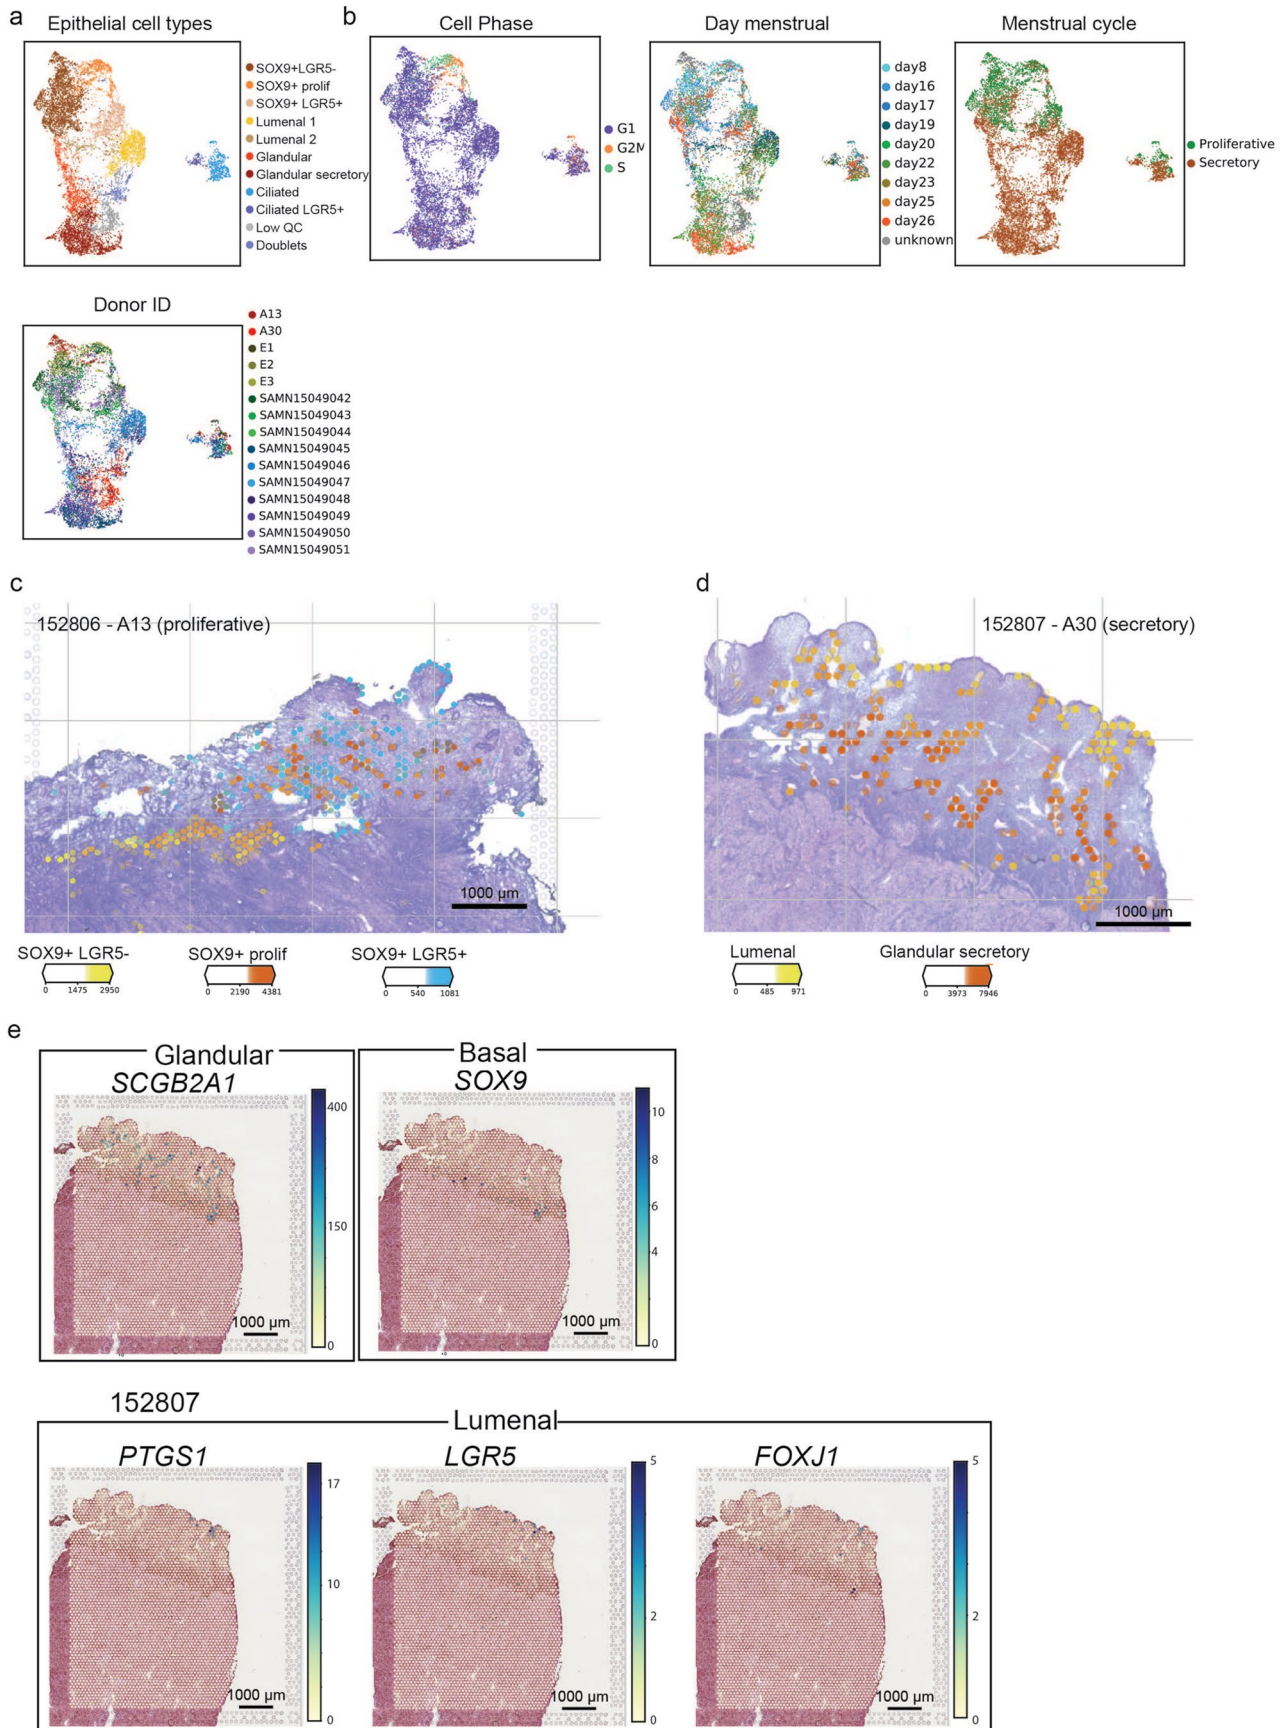 a
Epithelial cell types
SOX9+LGR5-
SOX9+ prolif
SOX9+ LGR5+
Lumenal 1
Lumenal 2
Glandular
Glandular secretory
Ciliated
Ciliated LGR5+
Low QC
Doublets
b
Cell Phase
G1
G2M
S
Day menstrual
day8
day16
day17
day19
day20
day22
day23
day25
day26
unknown
Menstrual cycle
Proliferative
Secretory
Donor ID
A13
A30
E1
E2
E3
SAMN15049042
SAMN15049043
SAMN15049044
SAMN15049045
SAMN15049046
SAMN15049047
SAMN15049048
SAMN15049049
SAMN15049050
SAMN15049051
c
152806 - A13 (proliferative)
1000 µm
SOX9+ LGR5-
0 1475 2950
SOX9+ prolif
0 2190 4381
SOX9+ LGR5+
0 540 1081
d
152807 - A30 (secretory)
1000 µm
Lumenal
0 485 971
Glandular secretory
0 3973 7946
e
Glandular
SCGB2A1
400
150
0
1000 µm
Basal
SOX9
10
8
6
4
0
1000 µm
152807
Lumenal
PTGS1
17
10
0
1000 µm
LGR5
5
2
0
1000 µm
FOXJ1
5
2
0
1000 µm